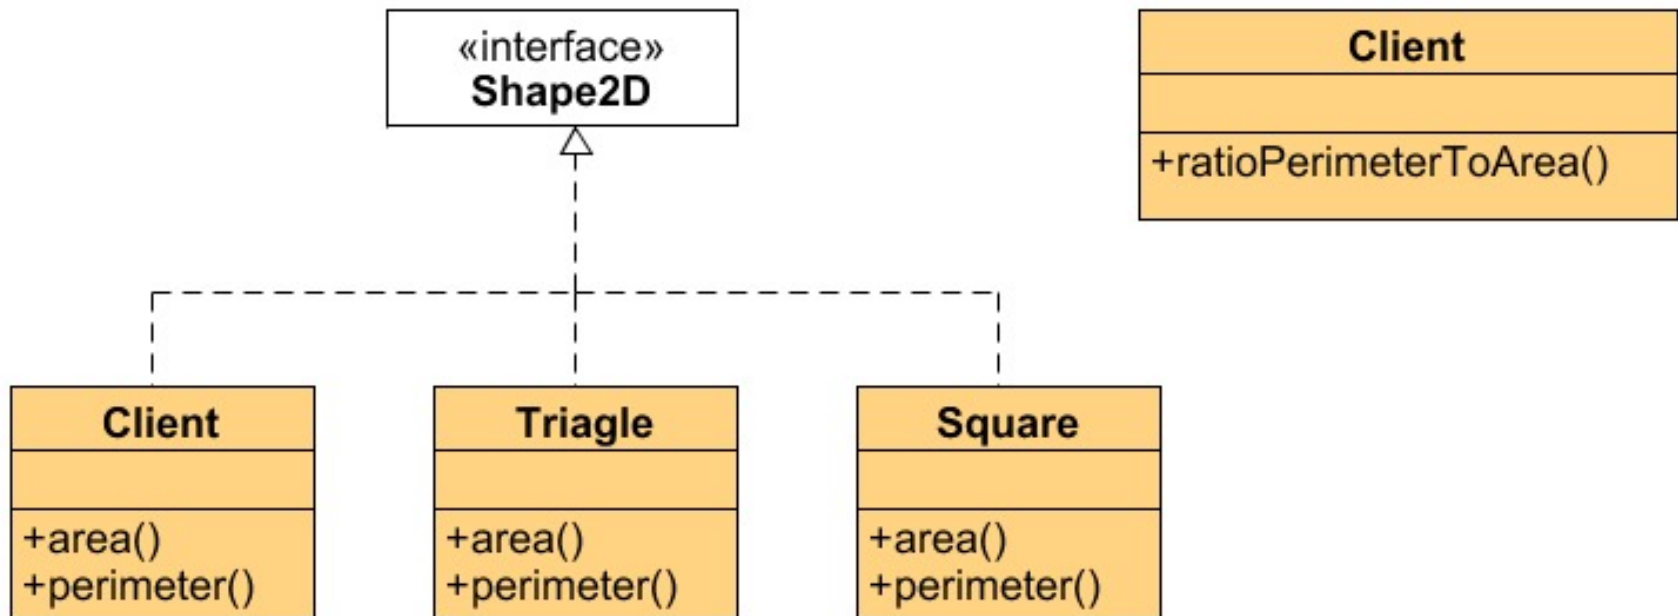 «interface»
Shape2D
Client
+ratioPerimeterToArea()
Client
+area()
+perimeter()
Triagle
+area()
+perimeter()
Square
+area()
+perimeter()